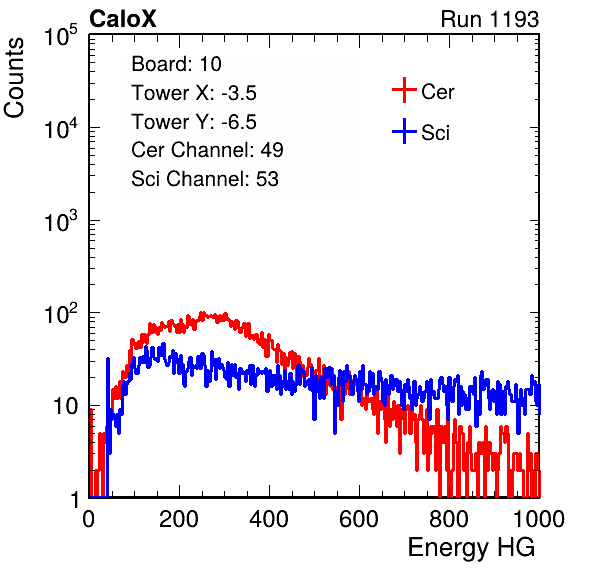 CaloX Run 1193
Counts
10^5
10^4
10^3
10^2
10
1
Board: 10
Tower X: -3.5
Tower Y: -6.5
Cer Channel: 49
Sci Channel: 53
Cer
Sci
0 200 400 600 800 1000
Energy HG